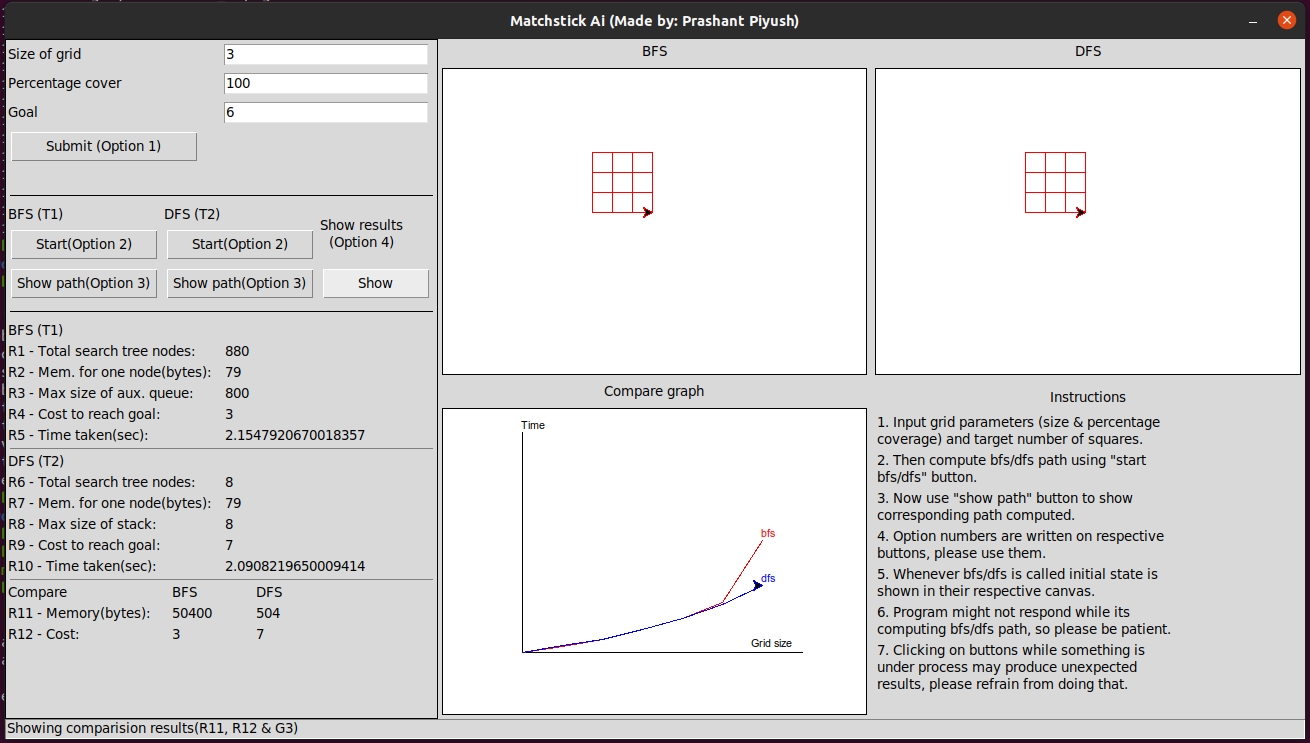 Matchstick Ai (Made by: Prashant Piyush)
Size of grid
3
Percentage cover
100
Goal
6
Submit (Option 1)
BFS (T1)
DFS (T2)
Show results
(Option 4)
Start(Option 2)
Start(Option 2)
Show path(Option 3)
Show path(Option 3)
Show
BFS (T1)
R1 - Total search tree nodes: 880
R2 - Mem. for one node(bytes): 79
R3 - Max size of aux. queue: 800
R4 - Cost to reach goal: 3
R5 - Time taken(sec): 2.1547920670018357
DFS (T2)
R6 - Total search tree nodes: 8
R7 - Mem. for one node(bytes): 79
R8 - Max size of stack: 8
R9 - Cost to reach goal: 7
R10 - Time taken(sec): 2.0908219650009414
Compare BFS DFS
R11 - Memory(bytes): 50400 504
R12 - Cost: 3 7
BFS
DFS
Compare graph
Time
bfs
dfs
Grid size
Instructions
1. Input grid parameters (size & percentage
coverage) and target number of squares.
2. Then compute bfs/dfs path using "start
bfs/dfs" button.
3. Now use "show path" button to show
corresponding path computed.
4. Option numbers are written on respective
buttons, please use them.
5. Whenever bfs/dfs is called initial state is
shown in their respective canvas.
6. Program might not respond while its
computing bfs/dfs path, so please be patient.
7. Clicking on buttons while something is
under process may produce unexpected
results, please refrain from doing that.
Showing comparision results(R11, R12 & G3)